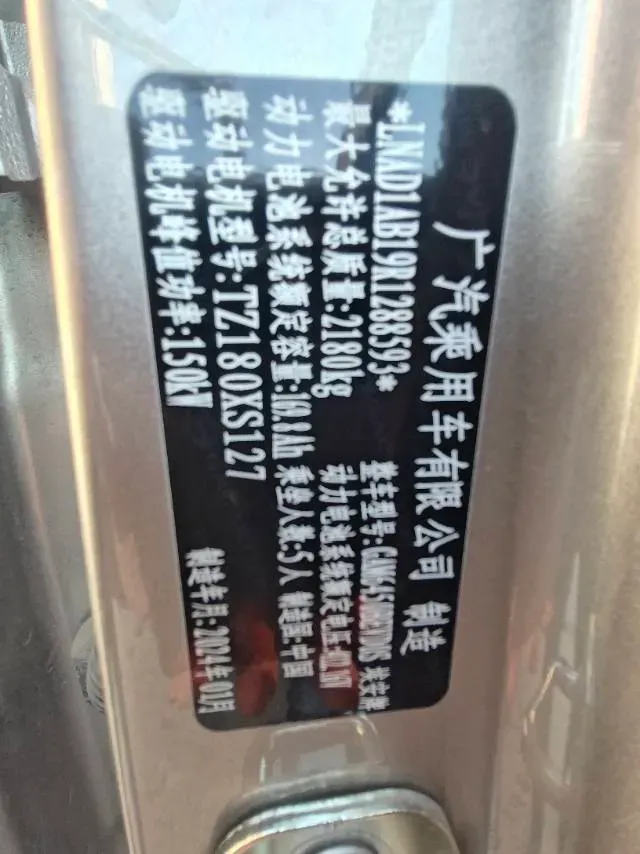 广汽乘用车有限公司 制造
*LNAD1AB19R1288593* 整车型号:
最大允许总质量:2180kg 动力电池系统额定电压:
动力电池系统额定容量:169.8Ah 乘坐人数:5人 制造国:中国
驱动电机型号:TZ180XS127
驱动电机峰值功率:150kW 制造年月:2024年01月